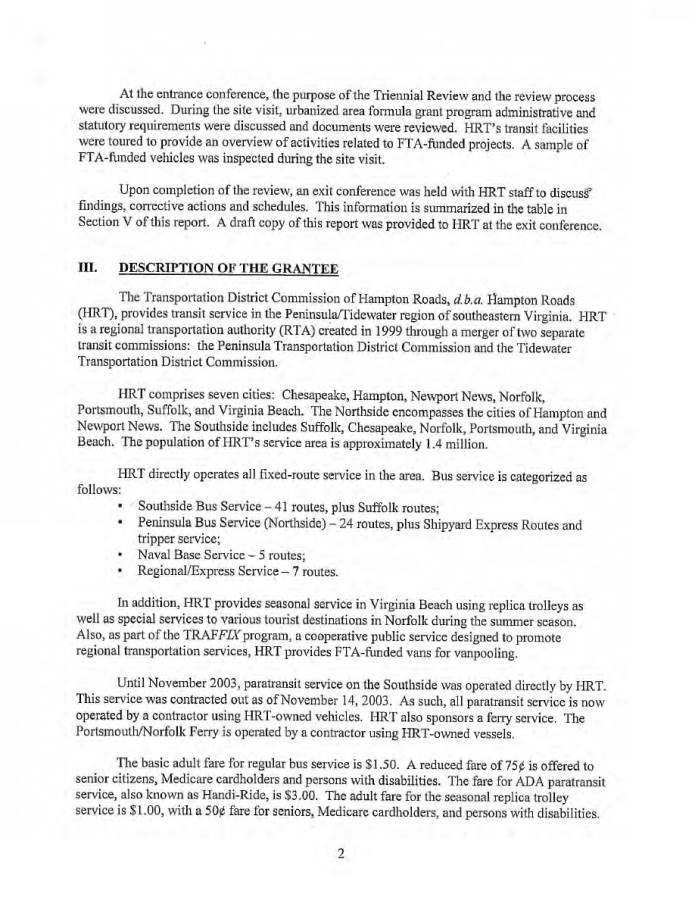 At the entrance conference, the purpose of the Triennial Review and the review process
were discussed. During the site visit, urbanized area formula grant program administrative and
statutory requirements were discussed and documents were reviewed. HRT's transit facilities
were toured to provide an overview of activities related to FTA-funded projects. A sample of
FTA-funded vehicles was inspected during the site visit.
Upon completion of the review, an exit conference was held with HRT staff to discuss
findings, corrective actions and schedules. This information is summarized in the table in
Section V of this report. A draft copy of this report was provided to HRT at the exit conference.
III. DESCRIPTION OF THE GRANTEE
The Transportation District Commission of Hampton Roads, d.b.a. Hampton Roads
(HRT), provides transit service in the Peninsula/Tidewater region of southeastern Virginia. HRT
is a regional transportation authority (RTA) created in 1999 through a merger of two separate
transit commissions: the Peninsula Transportation District Commission and the Tidewater
Transportation District Commission.
HRT comprises seven cities: Chesapeake, Hampton, Newport News, Norfolk,
Portsmouth, Suffolk, and Virginia Beach. The Northside encompasses the cities of Hampton and
Newport News. The Southside includes Suffolk, Chesapeake, Norfolk, Portsmouth, and Virginia
Beach. The population of HRT's service area is approximately 1.4 million.
HRT directly operates all fixed-route service in the area. Bus service is categorized as
follows:
• Southside Bus Service – 41 routes, plus Suffolk routes;
• Peninsula Bus Service (Northside) – 24 routes, plus Shipyard Express Routes and
tripper service;
• Naval Base Service – 5 routes;
• Regional/Express Service – 7 routes.
In addition, HRT provides seasonal service in Virginia Beach using replica trolleys as
well as special services to various tourist destinations in Norfolk during the summer season.
Also, as part of the TRAFFIX program, a cooperative public service designed to promote
regional transportation services, HRT provides FTA-funded vans for vanpooling.
Until November 2003, paratransit service on the Southside was operated directly by HRT.
This service was contracted out as of November 14, 2003. As such, all paratransit service is now
operated by a contractor using HRT-owned vehicles. HRT also sponsors a ferry service. The
Portsmouth/Norfolk Ferry is operated by a contractor using HRT-owned vessels.
The basic adult fare for regular bus service is $1.50. A reduced fare of 75¢ is offered to
senior citizens, Medicare cardholders and persons with disabilities. The fare for ADA paratransit
service, also known as Handi-Ride, is $3.00. The adult fare for the seasonal replica trolley
service is $1.00, with a 50¢ fare for seniors, Medicare cardholders, and persons with disabilities.
2